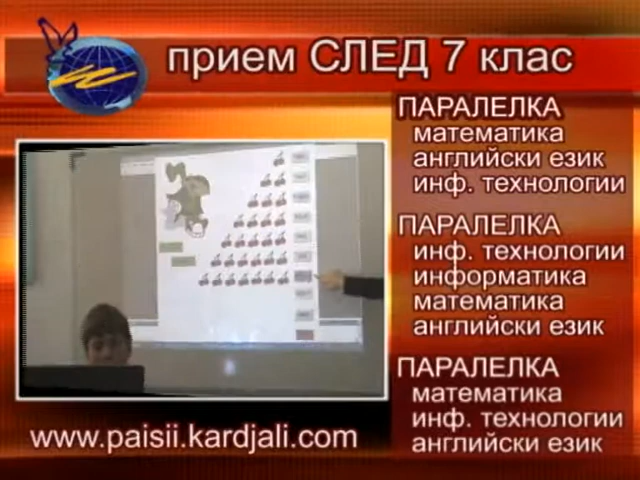 прием СЛЕД 7 клас
ПАРАЛЕЛКА
математика
английски език
инф. технологии
ПАРАЛЕЛКА
инф. технологии
информатика
математика
английски език
ПАРАЛЕЛКА
математика
инф. технологии
английски език
www.paisii.kardjali.com